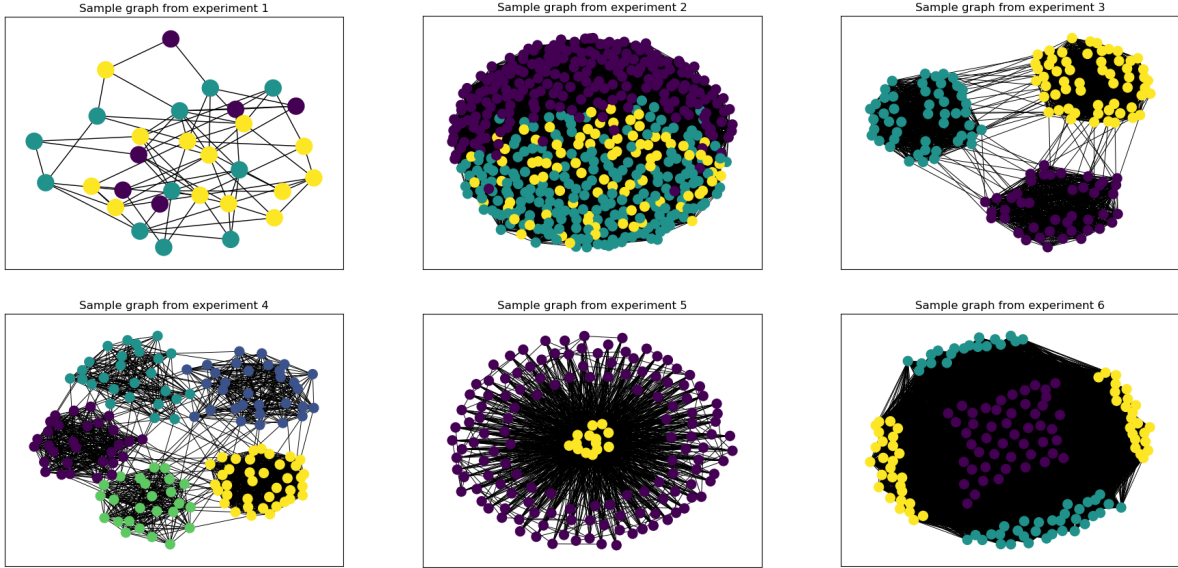 Sample graph from experiment 1
Sample graph from experiment 2
Sample graph from experiment 3
Sample graph from experiment 4
Sample graph from experiment 5
Sample graph from experiment 6